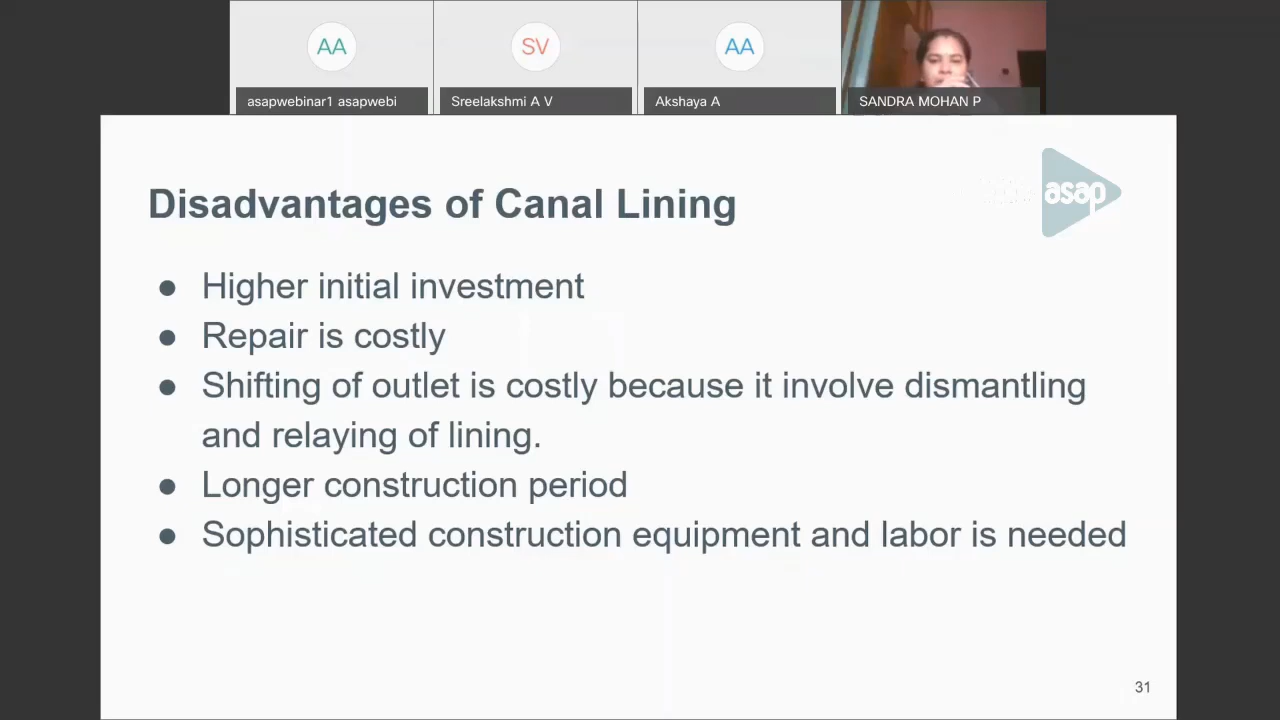 AA
SV
AA
asapwebinar1 asapwebi
Sreelakshmi A V
Akshaya A
SANDRA MOHAN P
asap
Disadvantages of Canal Lining
● Higher initial investment
● Repair is costly
● Shifting of outlet is costly because it involve dismantling
and relaying of lining.
● Longer construction period
● Sophisticated construction equipment and labor is needed
31